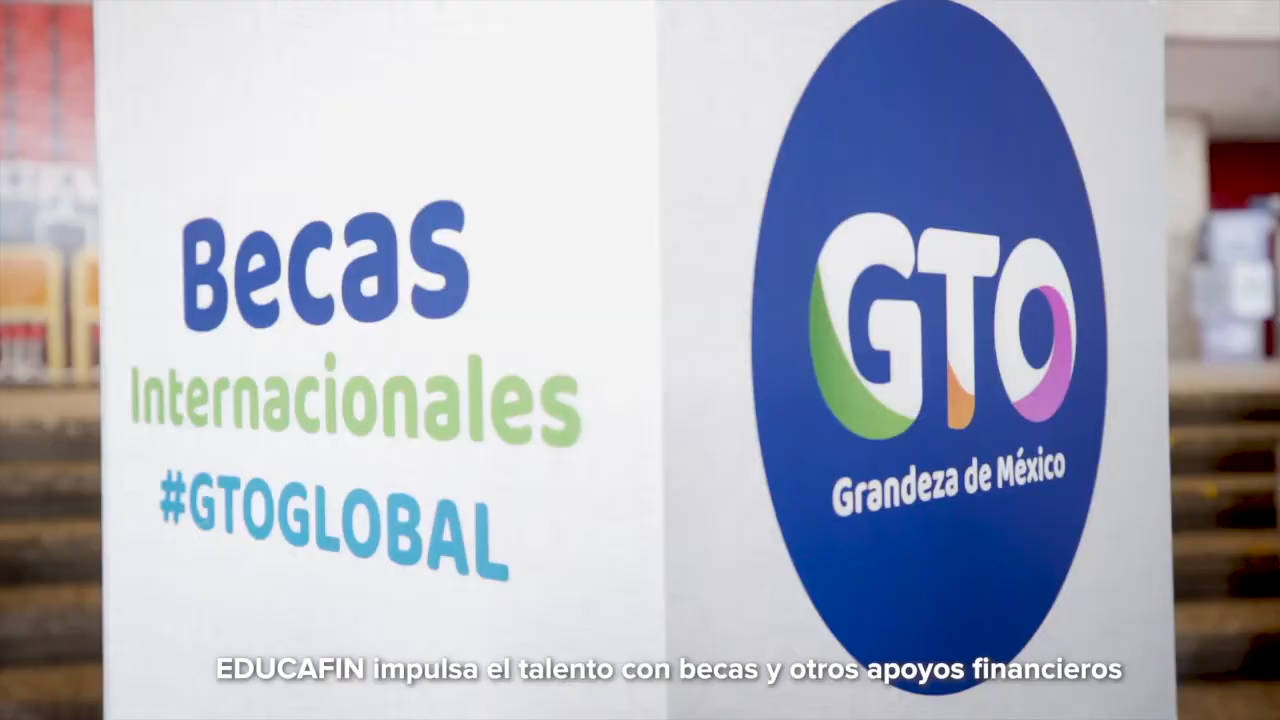 Becas
Internacionales
#GTOGLOBAL
GTO
Grandeza de México
EDUCAFIN impulsa el talento con becas y otros apoyos financieros